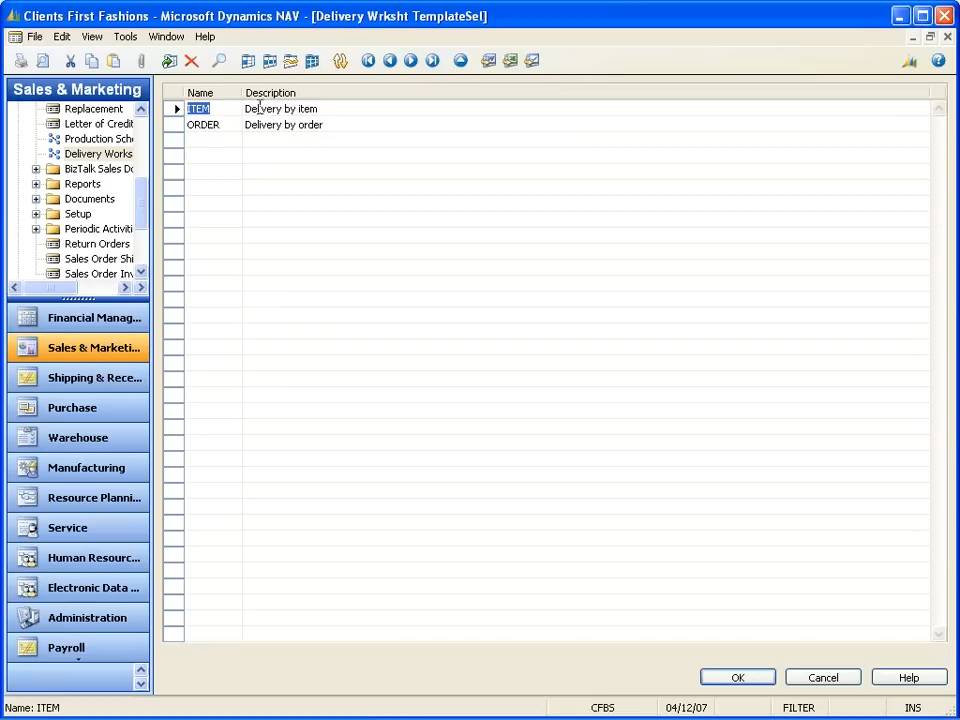 Clients First Fashions - Microsoft Dynamics NAV - [Delivery Wrksht TemplateSel]
File Edit View Tools Window Help
Sales & Marketing
Replacement
Letter of Credit
Production Sche
Delivery Works
BizTalk Sales Do
Reports
Documents
Setup
Periodic Activiti
Return Orders
Sales Order Shi
Sales Order Inv
Financial Manag...
Sales & Marketi...
Shipping & Rece...
Purchase
Warehouse
Manufacturing
Resource Planni...
Service
Human Resourc...
Electronic Data ...
Administration
Payroll
Name Description
ITEM Delivery by item
ORDER Delivery by order
OK Cancel Help
Name: ITEM CFBS 04/12/07 FILTER INS